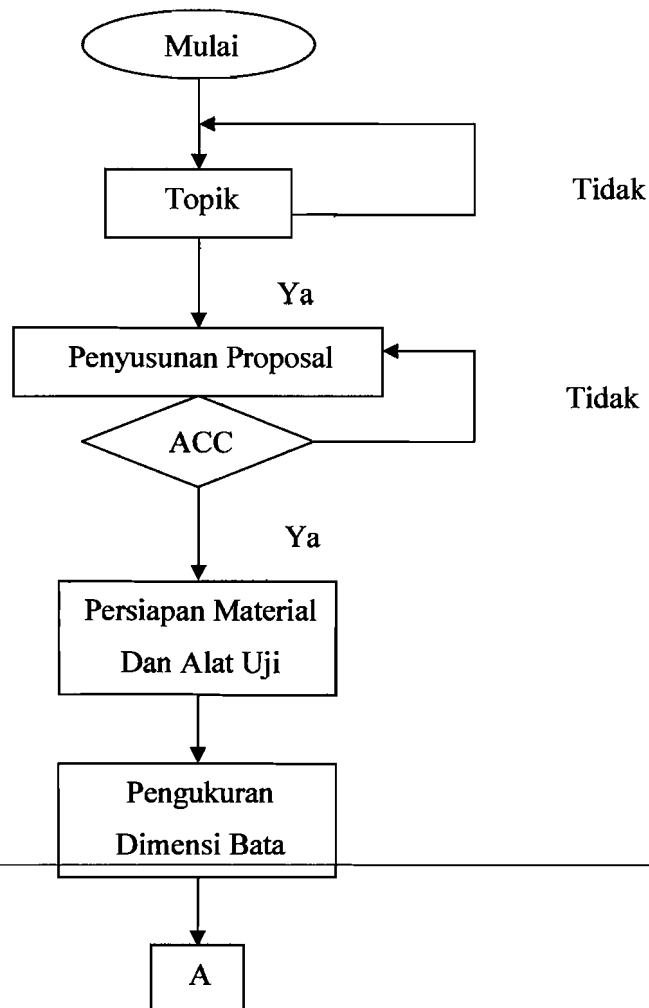 Mulai
Topik
Tidak
Ya
Penyusunan Proposal
Tidak
ACC
Ya
Persiapan Material
Dan Alat Uji
Pengukuran
Dimensi Bata
A